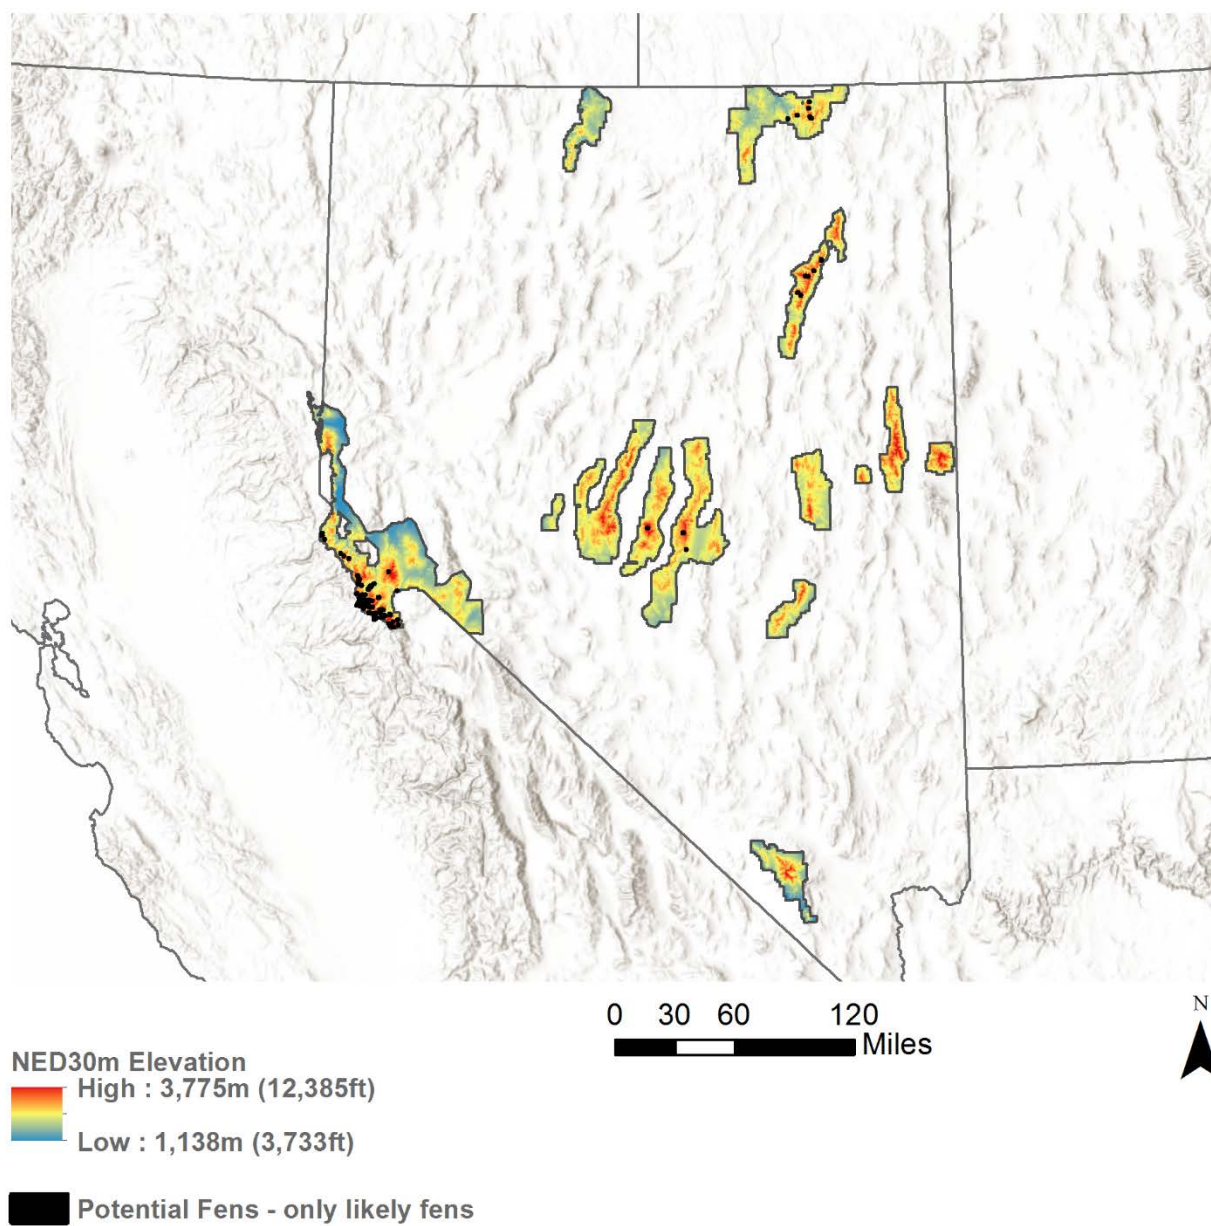 0 30 60 120
Miles
N
NED30m Elevation
High : 3,775m (12,385ft)
Low : 1,138m (3,733ft)
Potential Fens - only likely fens